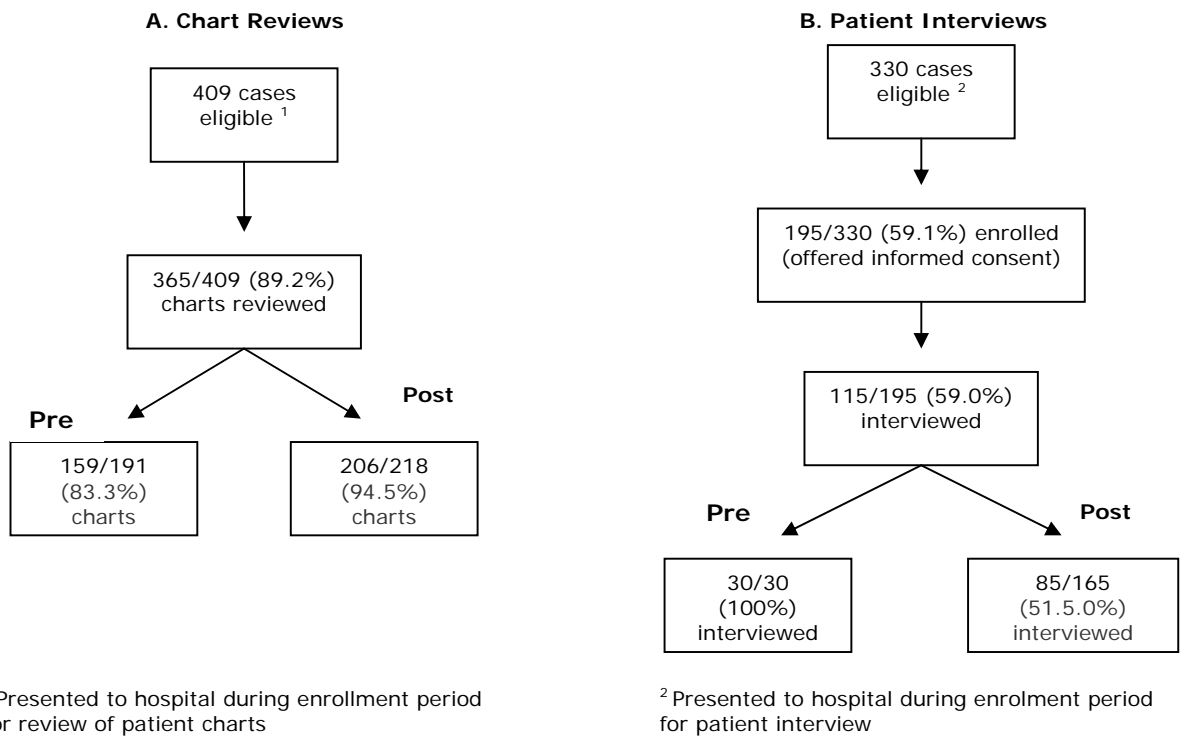 A. Chart Reviews
409 cases
eligible 1
365/409 (89.2%)
charts reviewed
Pre
Post
159/191
(83.3%)
charts
206/218
(94.5%)
charts
Presented to hospital during enrollment period
or review of patient charts
B. Patient Interviews
330 cases
eligible 2
195/330 (59.1%) enrolled
(offered informed consent)
115/195 (59.0%)
interviewed
Pre
Post
30/30
(100%)
interviewed
85/165
(51.5.0%)
interviewed
2 Presented to hospital during enrolment period
for patient interview